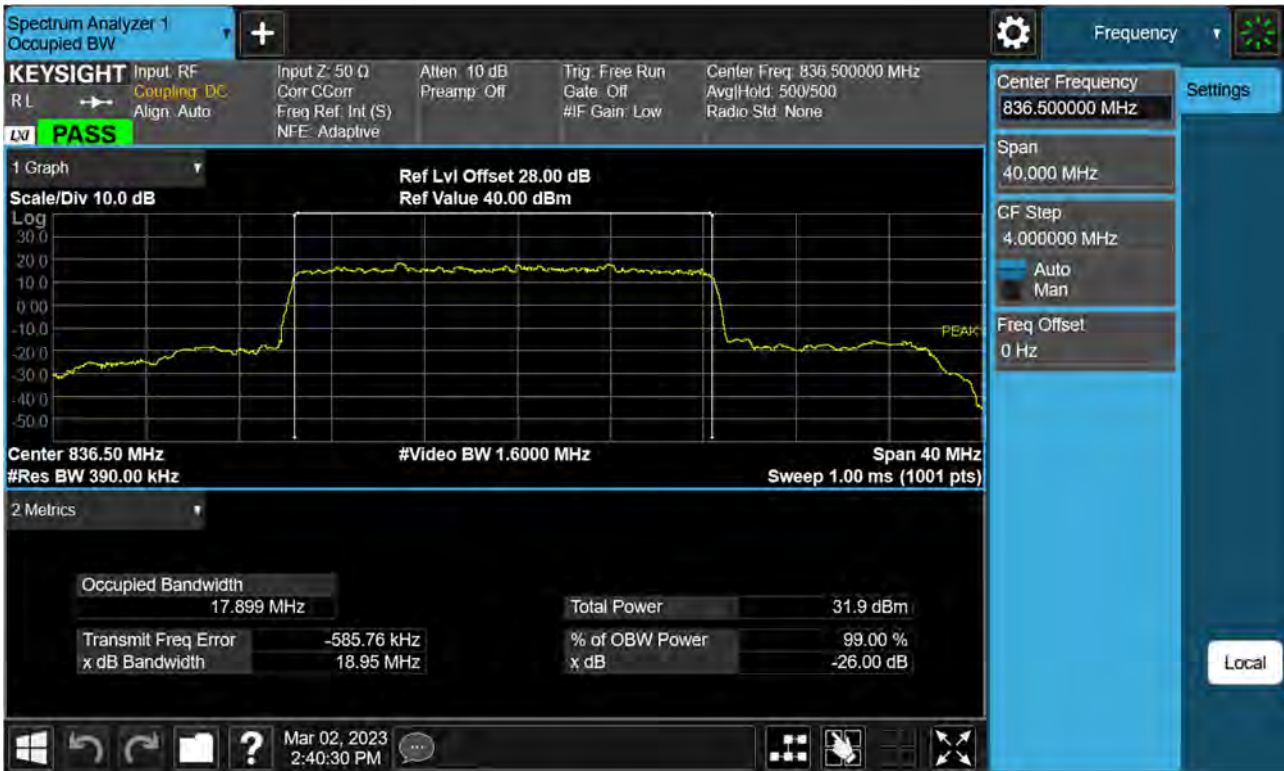 Spectrum Analyzer 1
Occupied BW
+
Frequency
KEYSIGHT
RL
LXI
PASS
Input: RF
Coupling: DC
Align: Auto
Input Z: 50 Ω
Corr CCorr
Freq Ref: Int (S)
NFE: Adaptive
Atten: 10 dB
Preamp: Off
Trig: Free Run
Gate: Off
#IF Gain: Low
Center Freq: 836.500000 MHz
Avg|Hold: 500/500
Radio Std: None
Center Frequency
836.500000 MHz
Settings
Span
40.000 MHz
CF Step
4.000000 MHz
Auto
Man
Freq Offset
0 Hz
1 Graph
Scale/Div 10.0 dB
Ref Lvl Offset 28.00 dB
Ref Value 40.00 dBm
Log
30.0
20.0
10.0
0.00
-10.0
-20.0
-30.0
-40.0
-50.0
PEAK
Center 836.50 MHz
#Video BW 1.6000 MHz
Span 40 MHz
#Res BW 390.00 kHz
Sweep 1.00 ms (1001 pts)
2 Metrics
Occupied Bandwidth
17.899 MHz
Transmit Freq Error -585.76 kHz
x dB Bandwidth 18.95 MHz
Total Power 31.9 dBm
% of OBW Power 99.00 %
x dB -26.00 dB
Local
?
Mar 02, 2023
2:40:30 PM